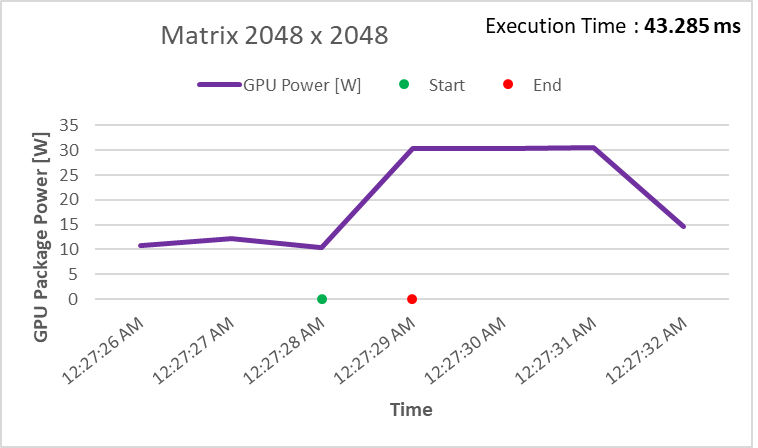 Matrix 2048 x 2048
Execution Time : 43.285 ms
GPU Power [W]
Start
End
GPU Package Power [W]
35
30
25
20
15
10
5
0
12:27:26 AM
12:27:27 AM
12:27:28 AM
12:27:29 AM
12:27:30 AM
12:27:31 AM
12:27:32 AM
Time